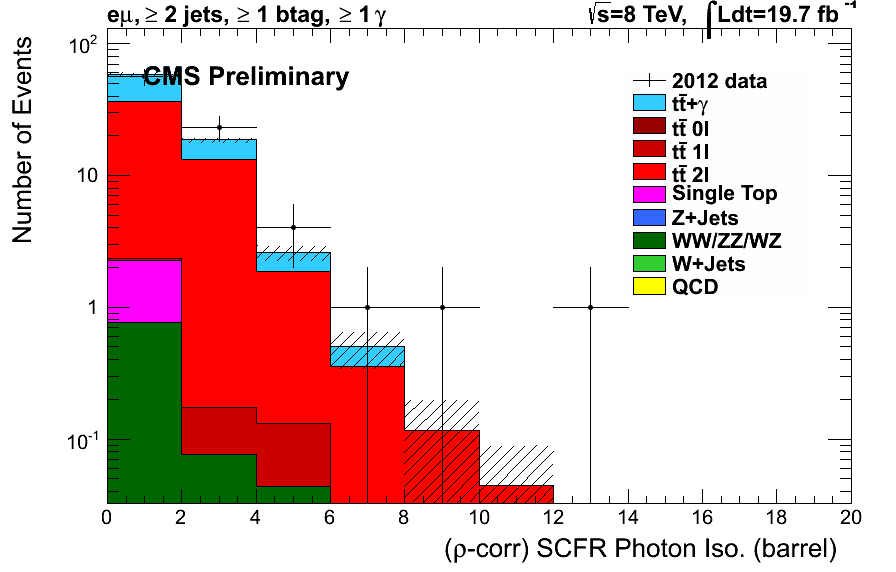 eμ, ≥ 2 jets, ≥ 1 btag, ≥ 1 γ
√s=8 TeV, ∫Ldt=19.7 fb⁻¹
CMS Preliminary
2012 data
tt̄+γ
tt̄ 0l
tt̄ 1l
tt̄ 2l
Single Top
Z+Jets
WW/ZZ/WZ
W+Jets
QCD
Number of Events
10²
10
1
10⁻¹
0 2 4 6 8 10 12 14 16 18 20
(ρ-corr) SCFR Photon Iso. (barrel)